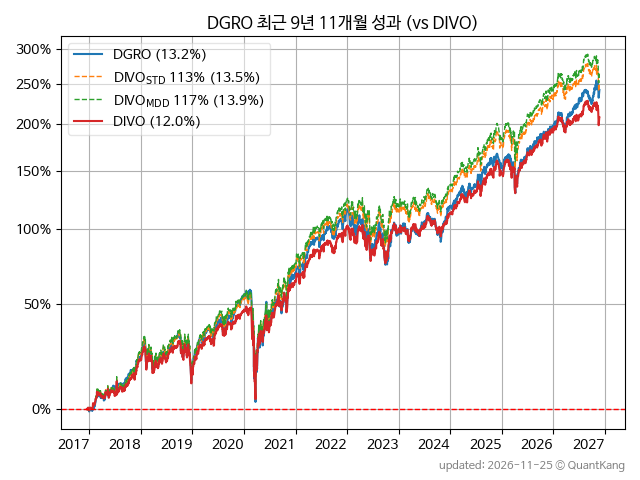 DGRO 최근 9년 11개월 성과 (vs DIVO)
DGRO (13.2%)
DIVO_STD 113% (13.5%)
DIVO_MDD 117% (13.9%)
DIVO (12.0%)
300%
250%
200%
150%
100%
50%
0%
2017 2018 2019 2020 2021 2022 2023 2024 2025 2026 2027
updated: 2026-11-25 © QuantKang